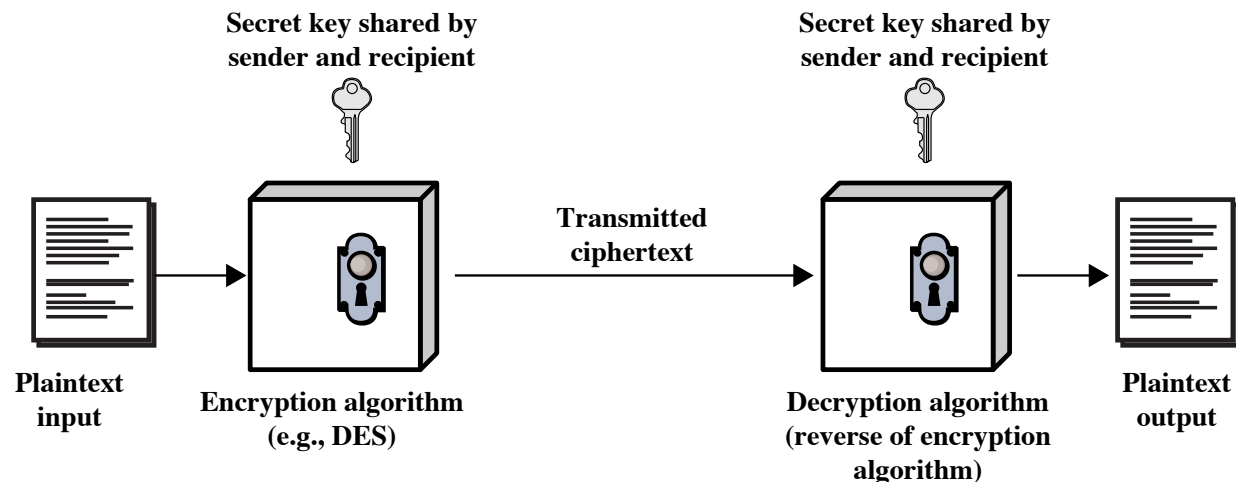 Secret key shared by
sender and recipient
Secret key shared by
sender and recipient
Transmitted
ciphertext
Plaintext
input
Encryption algorithm
(e.g., DES)
Decryption algorithm
(reverse of encryption
algorithm)
Plaintext
output